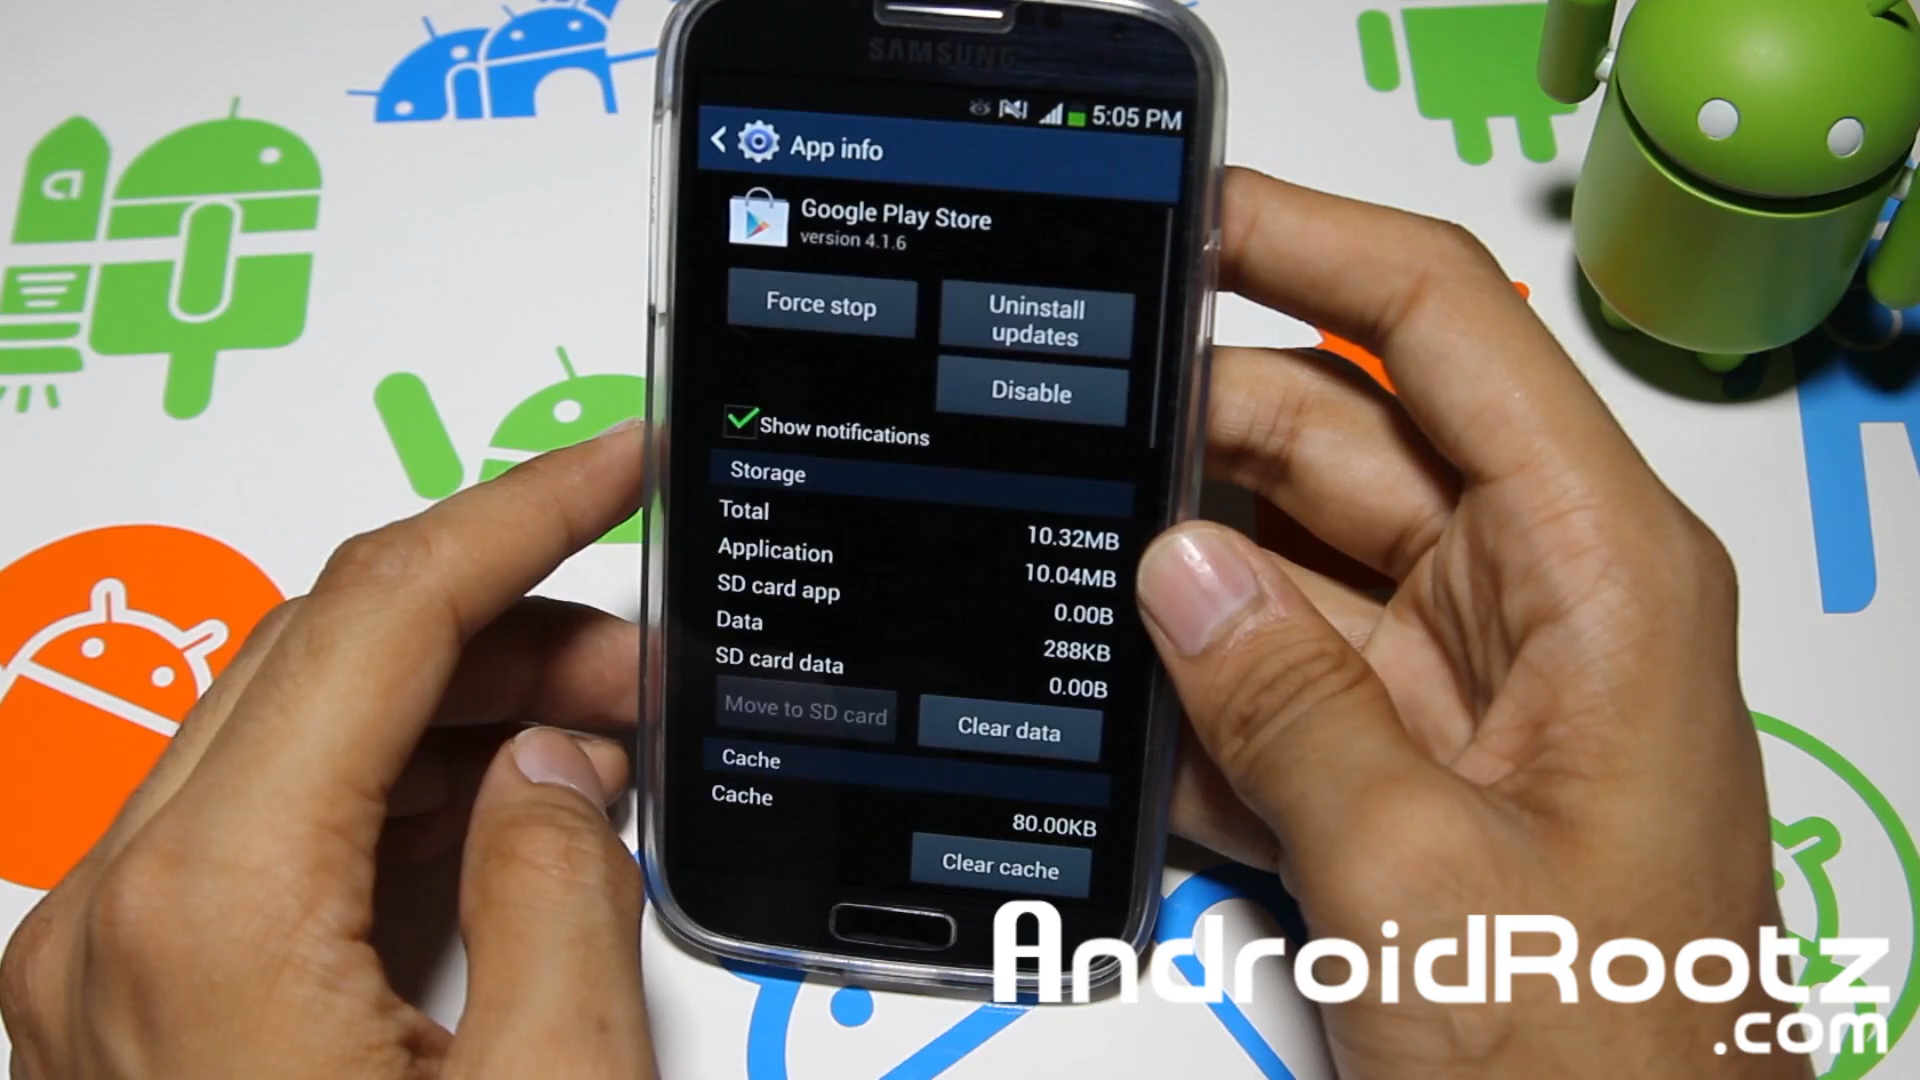 SAMSUNG
5:05 PM
App info
Google Play Store
version 4.1.6
Force stop
Uninstall
updates
Disable
Show notifications
Storage
Total
10.32MB
Application
10.04MB
SD card app
0.00B
Data
288KB
SD card data
0.00B
Move to SD card
Clear data
Cache
Cache
80.00KB
Clear cache
AndroidRootz
.com